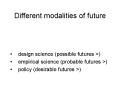 Different modalities of future
• design science (possible futures >)
• empirical science (probable futures >)
• policy (desirable futures >)